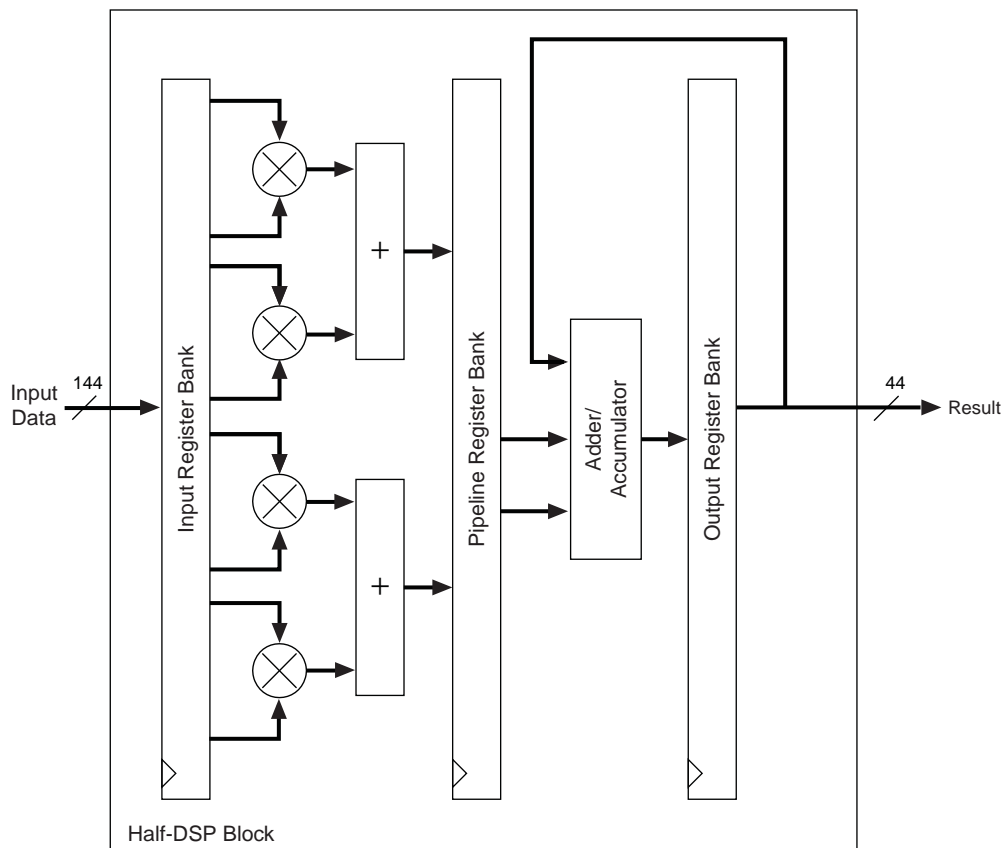 Input
Data
144
Input Register Bank
+
+
Pipeline Register Bank
Adder/
Accumulator
Output Register Bank
44
Result
Half-DSP Block